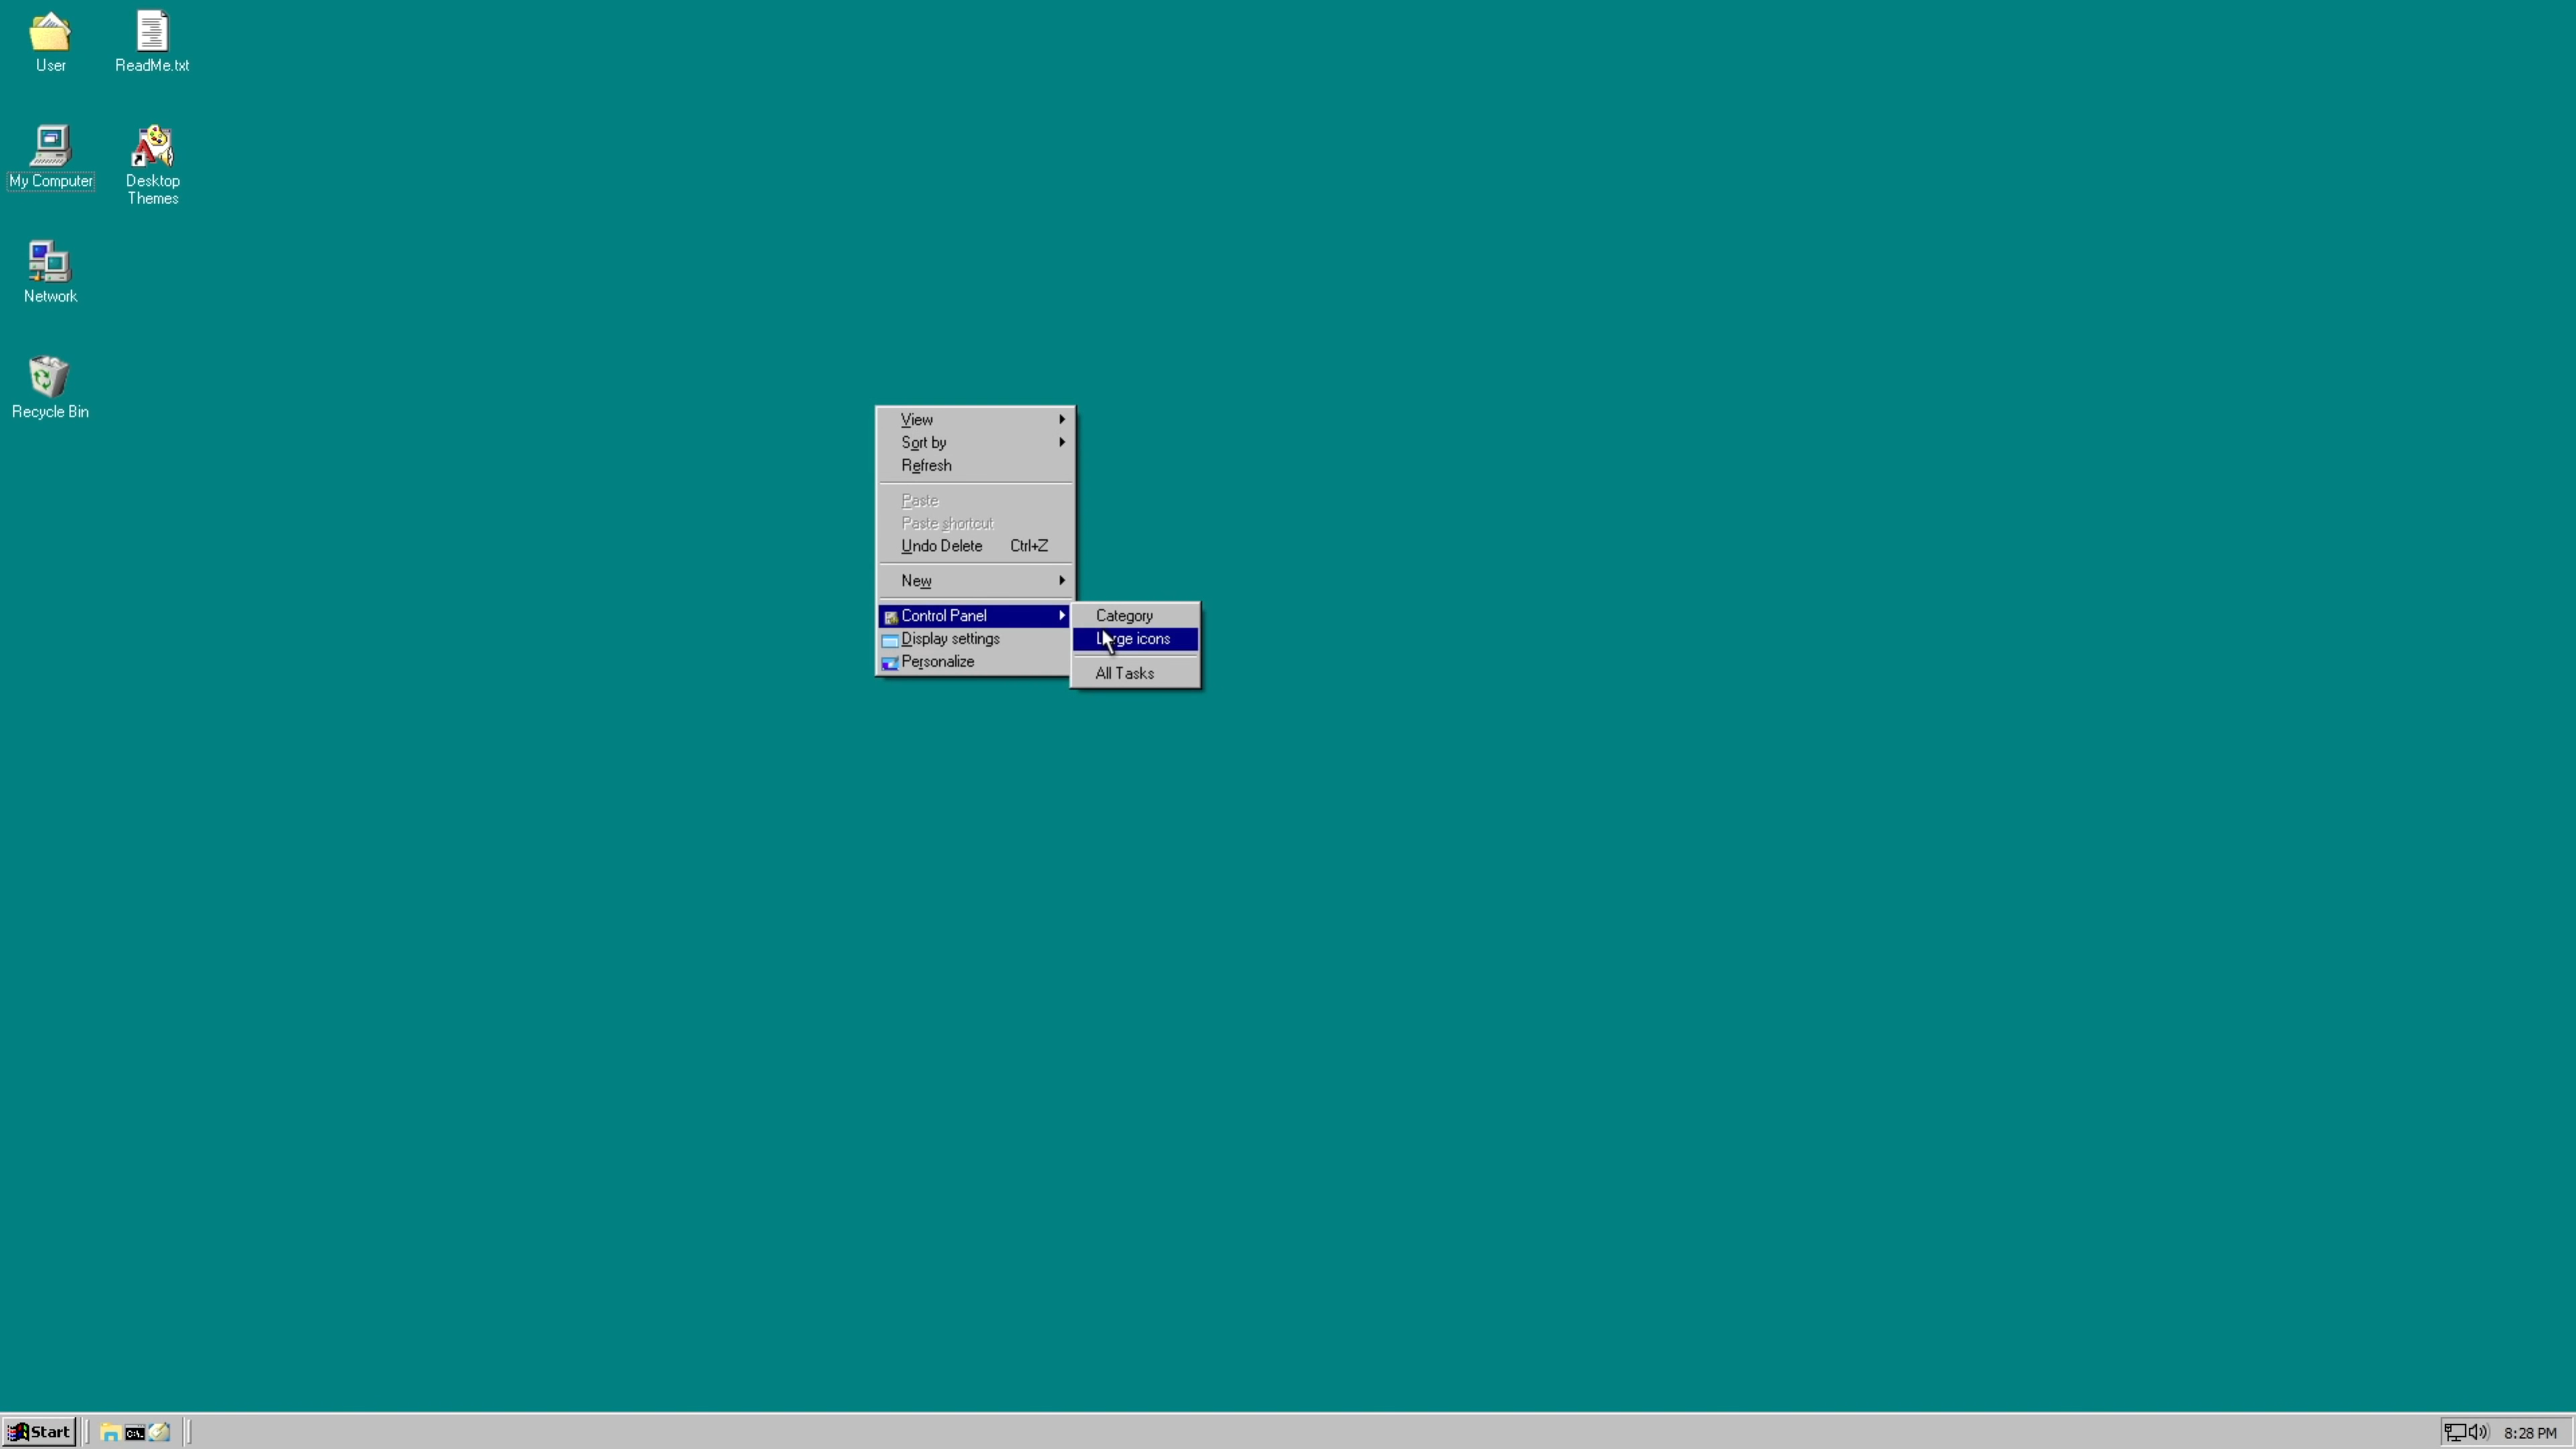 User
ReadMe.txt
My Computer
Desktop
Themes
Network
Recycle Bin
View
Sort by
Refresh
Paste
Paste shortcut
Undo Delete Ctrl+Z
New
Control Panel
Display settings
Personalize
Category
Large icons
All Tasks
Start
C:\.
8:28 PM